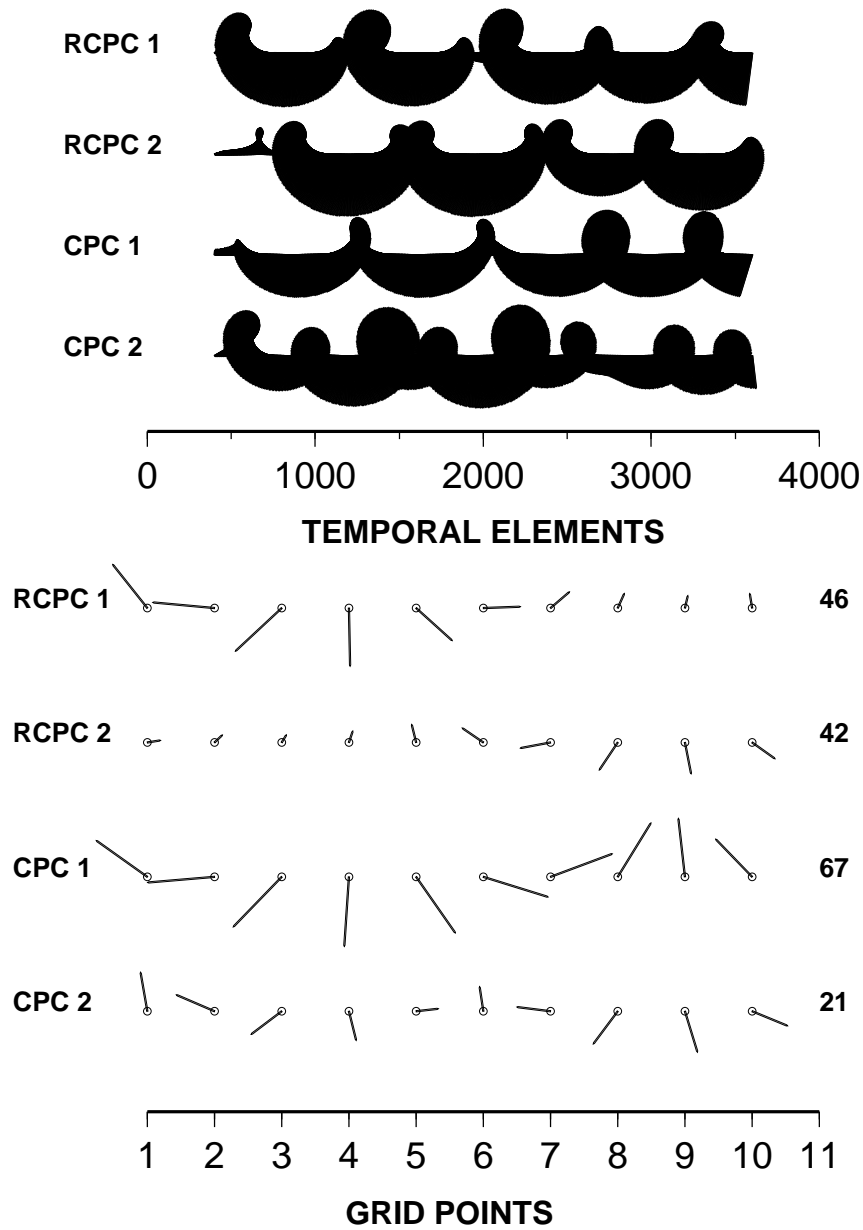 RCPC 1
RCPC 2
CPC 1
CPC 2
0 1000 2000 3000 4000
TEMPORAL ELEMENTS
RCPC 1 46
RCPC 2 42
CPC 1 67
CPC 2 21
1 2 3 4 5 6 7 8 9 10 11
GRID POINTS